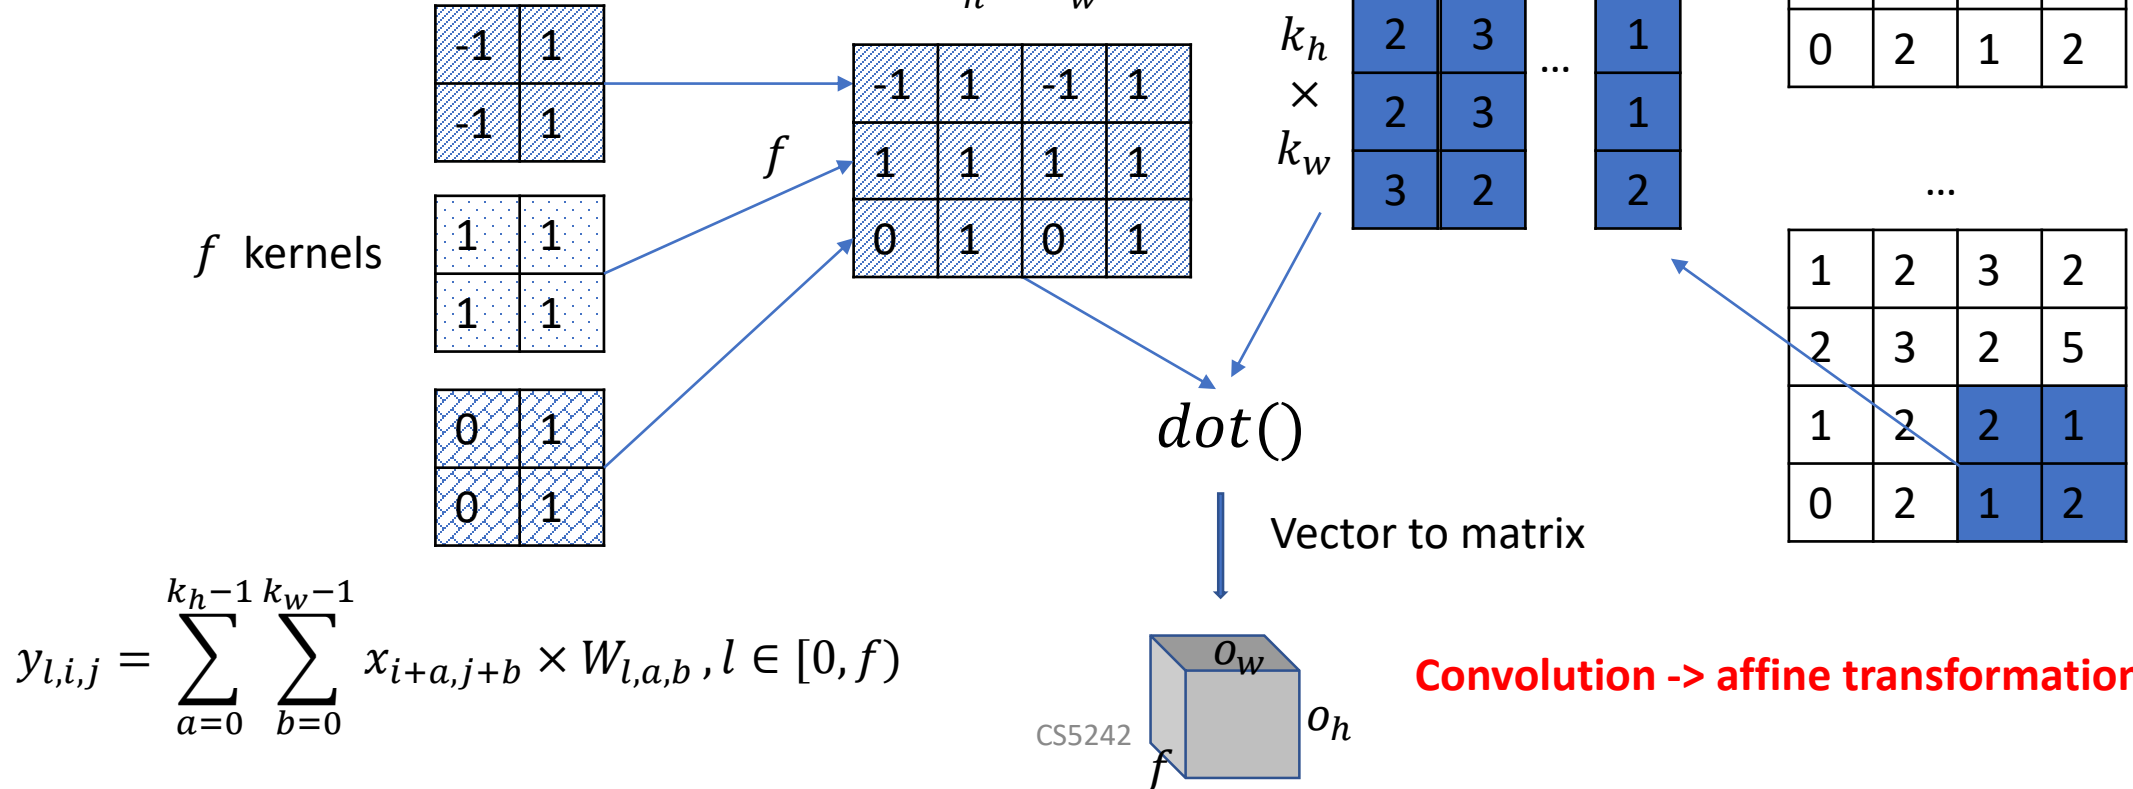 h w
-1 1
-1 1
f kernels
1 1
1 1
0 1
0 1
f
-1 1 -1 1
1 1 1 1
0 1 0 1
k_h
×
k_w
2 3 ... 1
2 3 1
3 2 2
0 2 1 2
...
1 2 3 2
2 3 2 5
1 2 2 1
0 2 1 2
dot()
Vector to matrix
y_{l,i,j} = \sum_{a=0}^{k_h-1} \sum_{b=0}^{k_w-1} x_{i+a,j+b} × W_{l,a,b} , l ∈ [0, f)
o_w
o_h
f
CS5242
Convolution -> affine transformation